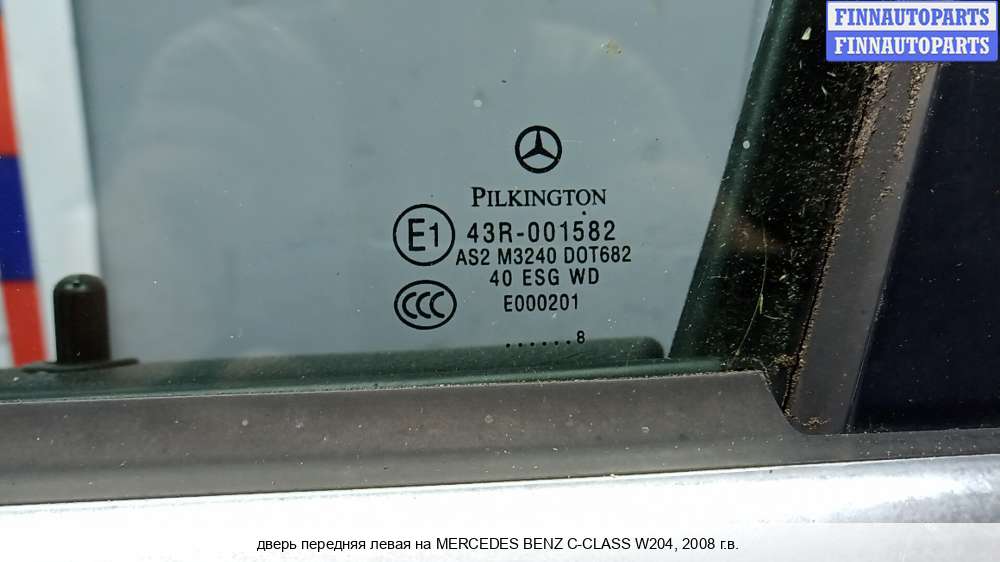 FINNAUTOPARTS
FINNAUTOPARTS
PILKINGTON
E1 43R-001582
AS2 M3240 DOT682
40 ESG WD
CCC E000201
......8
дверь передняя левая на MERCEDES BENZ C-CLASS W204, 2008 г.в.